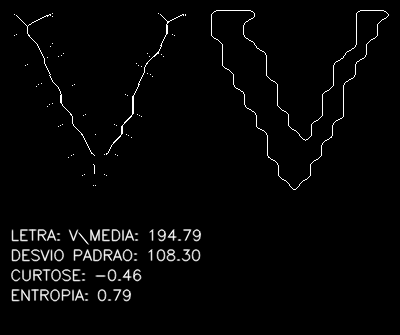 LETRA: V\MEDIA: 194.79
DESVIO PADRAO: 108.30
CURTOSE: -0.46
ENTROPIA: 0.79